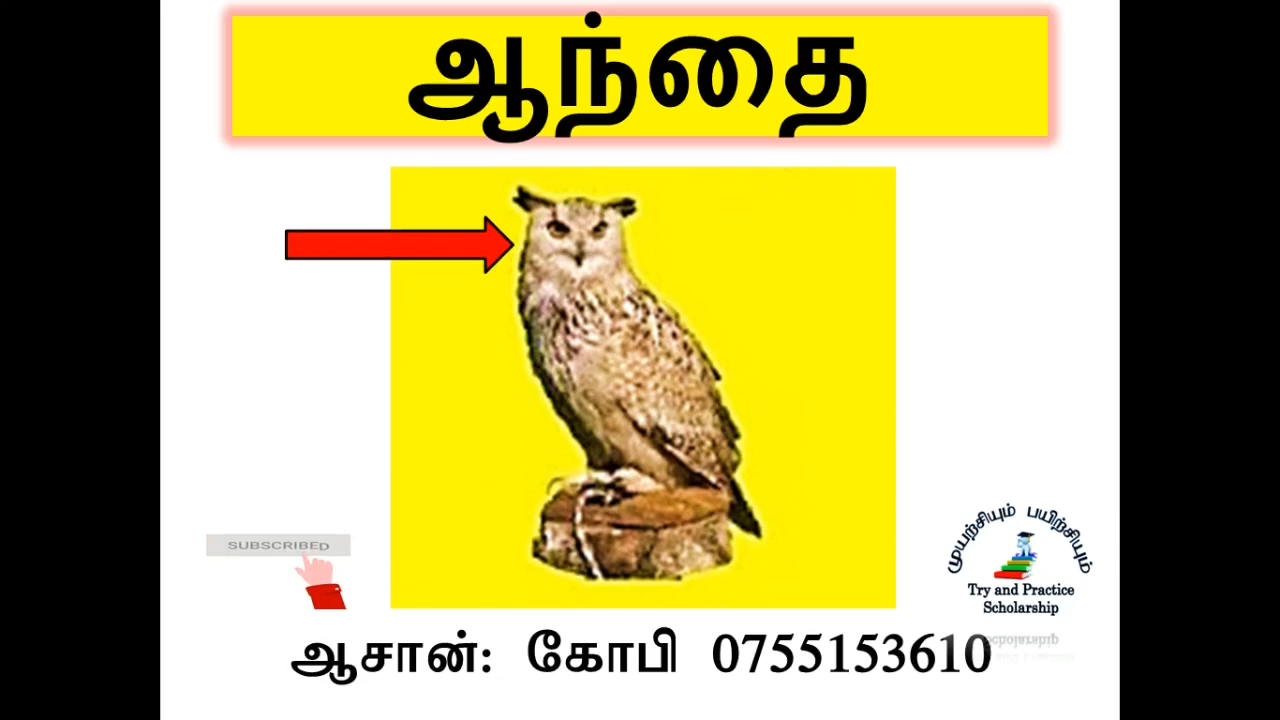 ஆந்தை
SUBSCRIBED
முயற்சியும் பயிற்சியும்
Try and Practice
Scholarship
ஆசான்: கோபி 0755153610